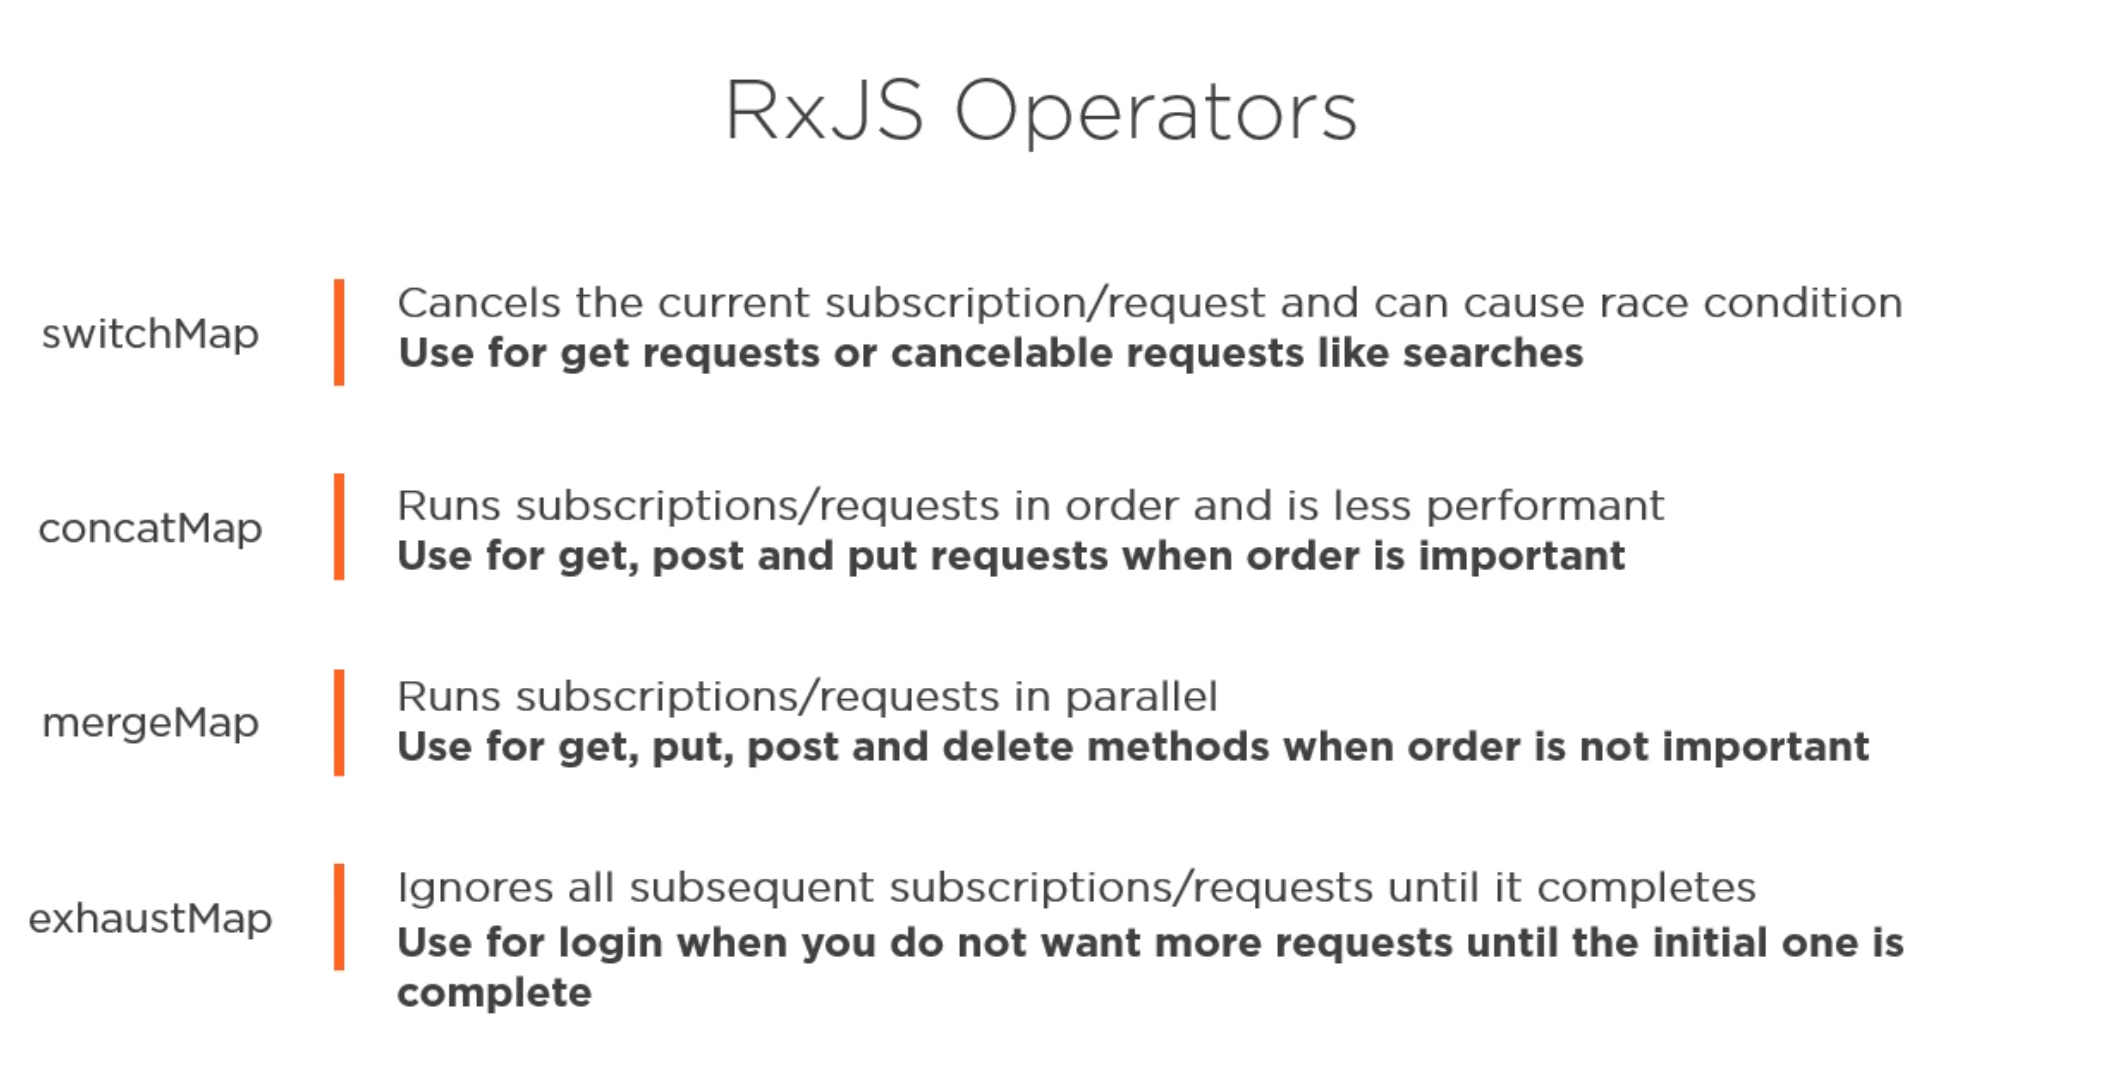 RxJS Operators
switchMap
Cancels the current subscription/request and can cause race condition
Use for get requests or cancelable requests like searches
concatMap
Runs subscriptions/requests in order and is less performant
Use for get, post and put requests when order is important
mergeMap
Runs subscriptions/requests in parallel
Use for get, put, post and delete methods when order is not important
exhaustMap
Ignores all subsequent subscriptions/requests until it completes
Use for login when you do not want more requests until the initial one is
complete